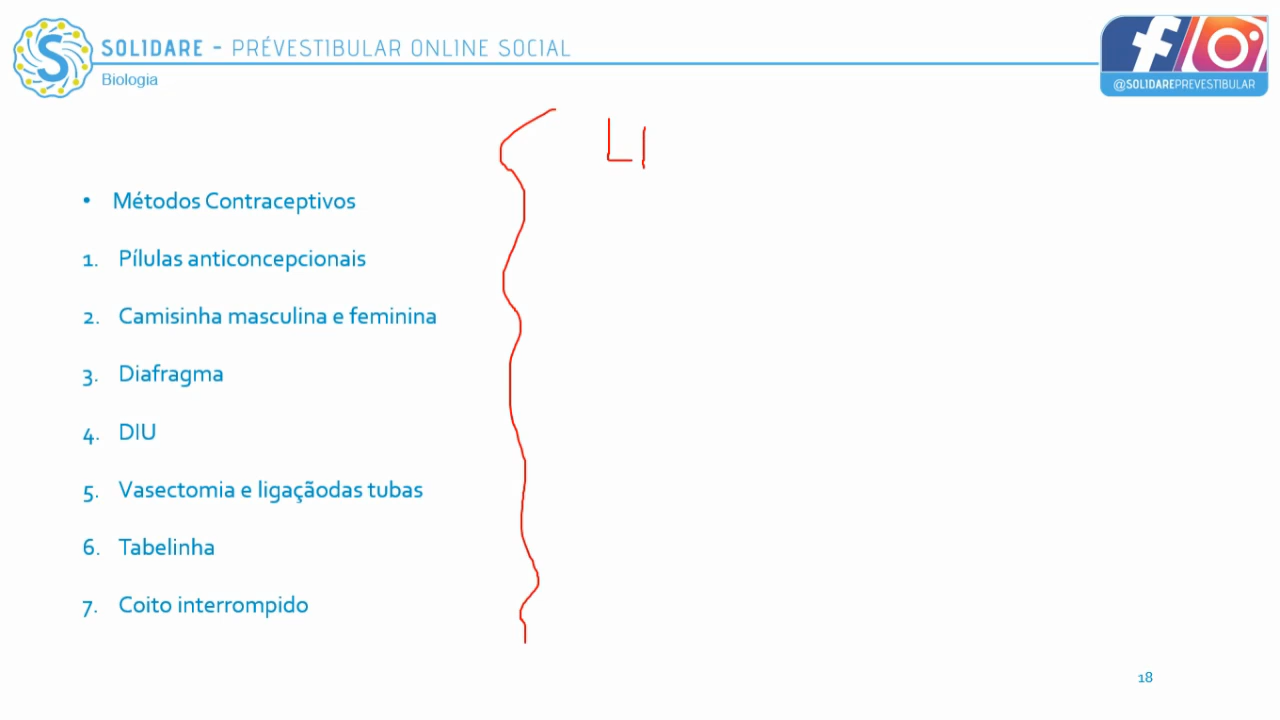 SOLIDARE - PRÉVESTIBULAR ONLINE SOCIAL
Biologia
@SOLIDAREPREVESTIBULAR
LI
• Métodos Contraceptivos
1. Pílulas anticoncepcionais
2. Camisinha masculina e feminina
3. Diafragma
4. DIU
5. Vasectomia e ligaçãodas tubas
6. Tabelinha
7. Coito interrompido
18